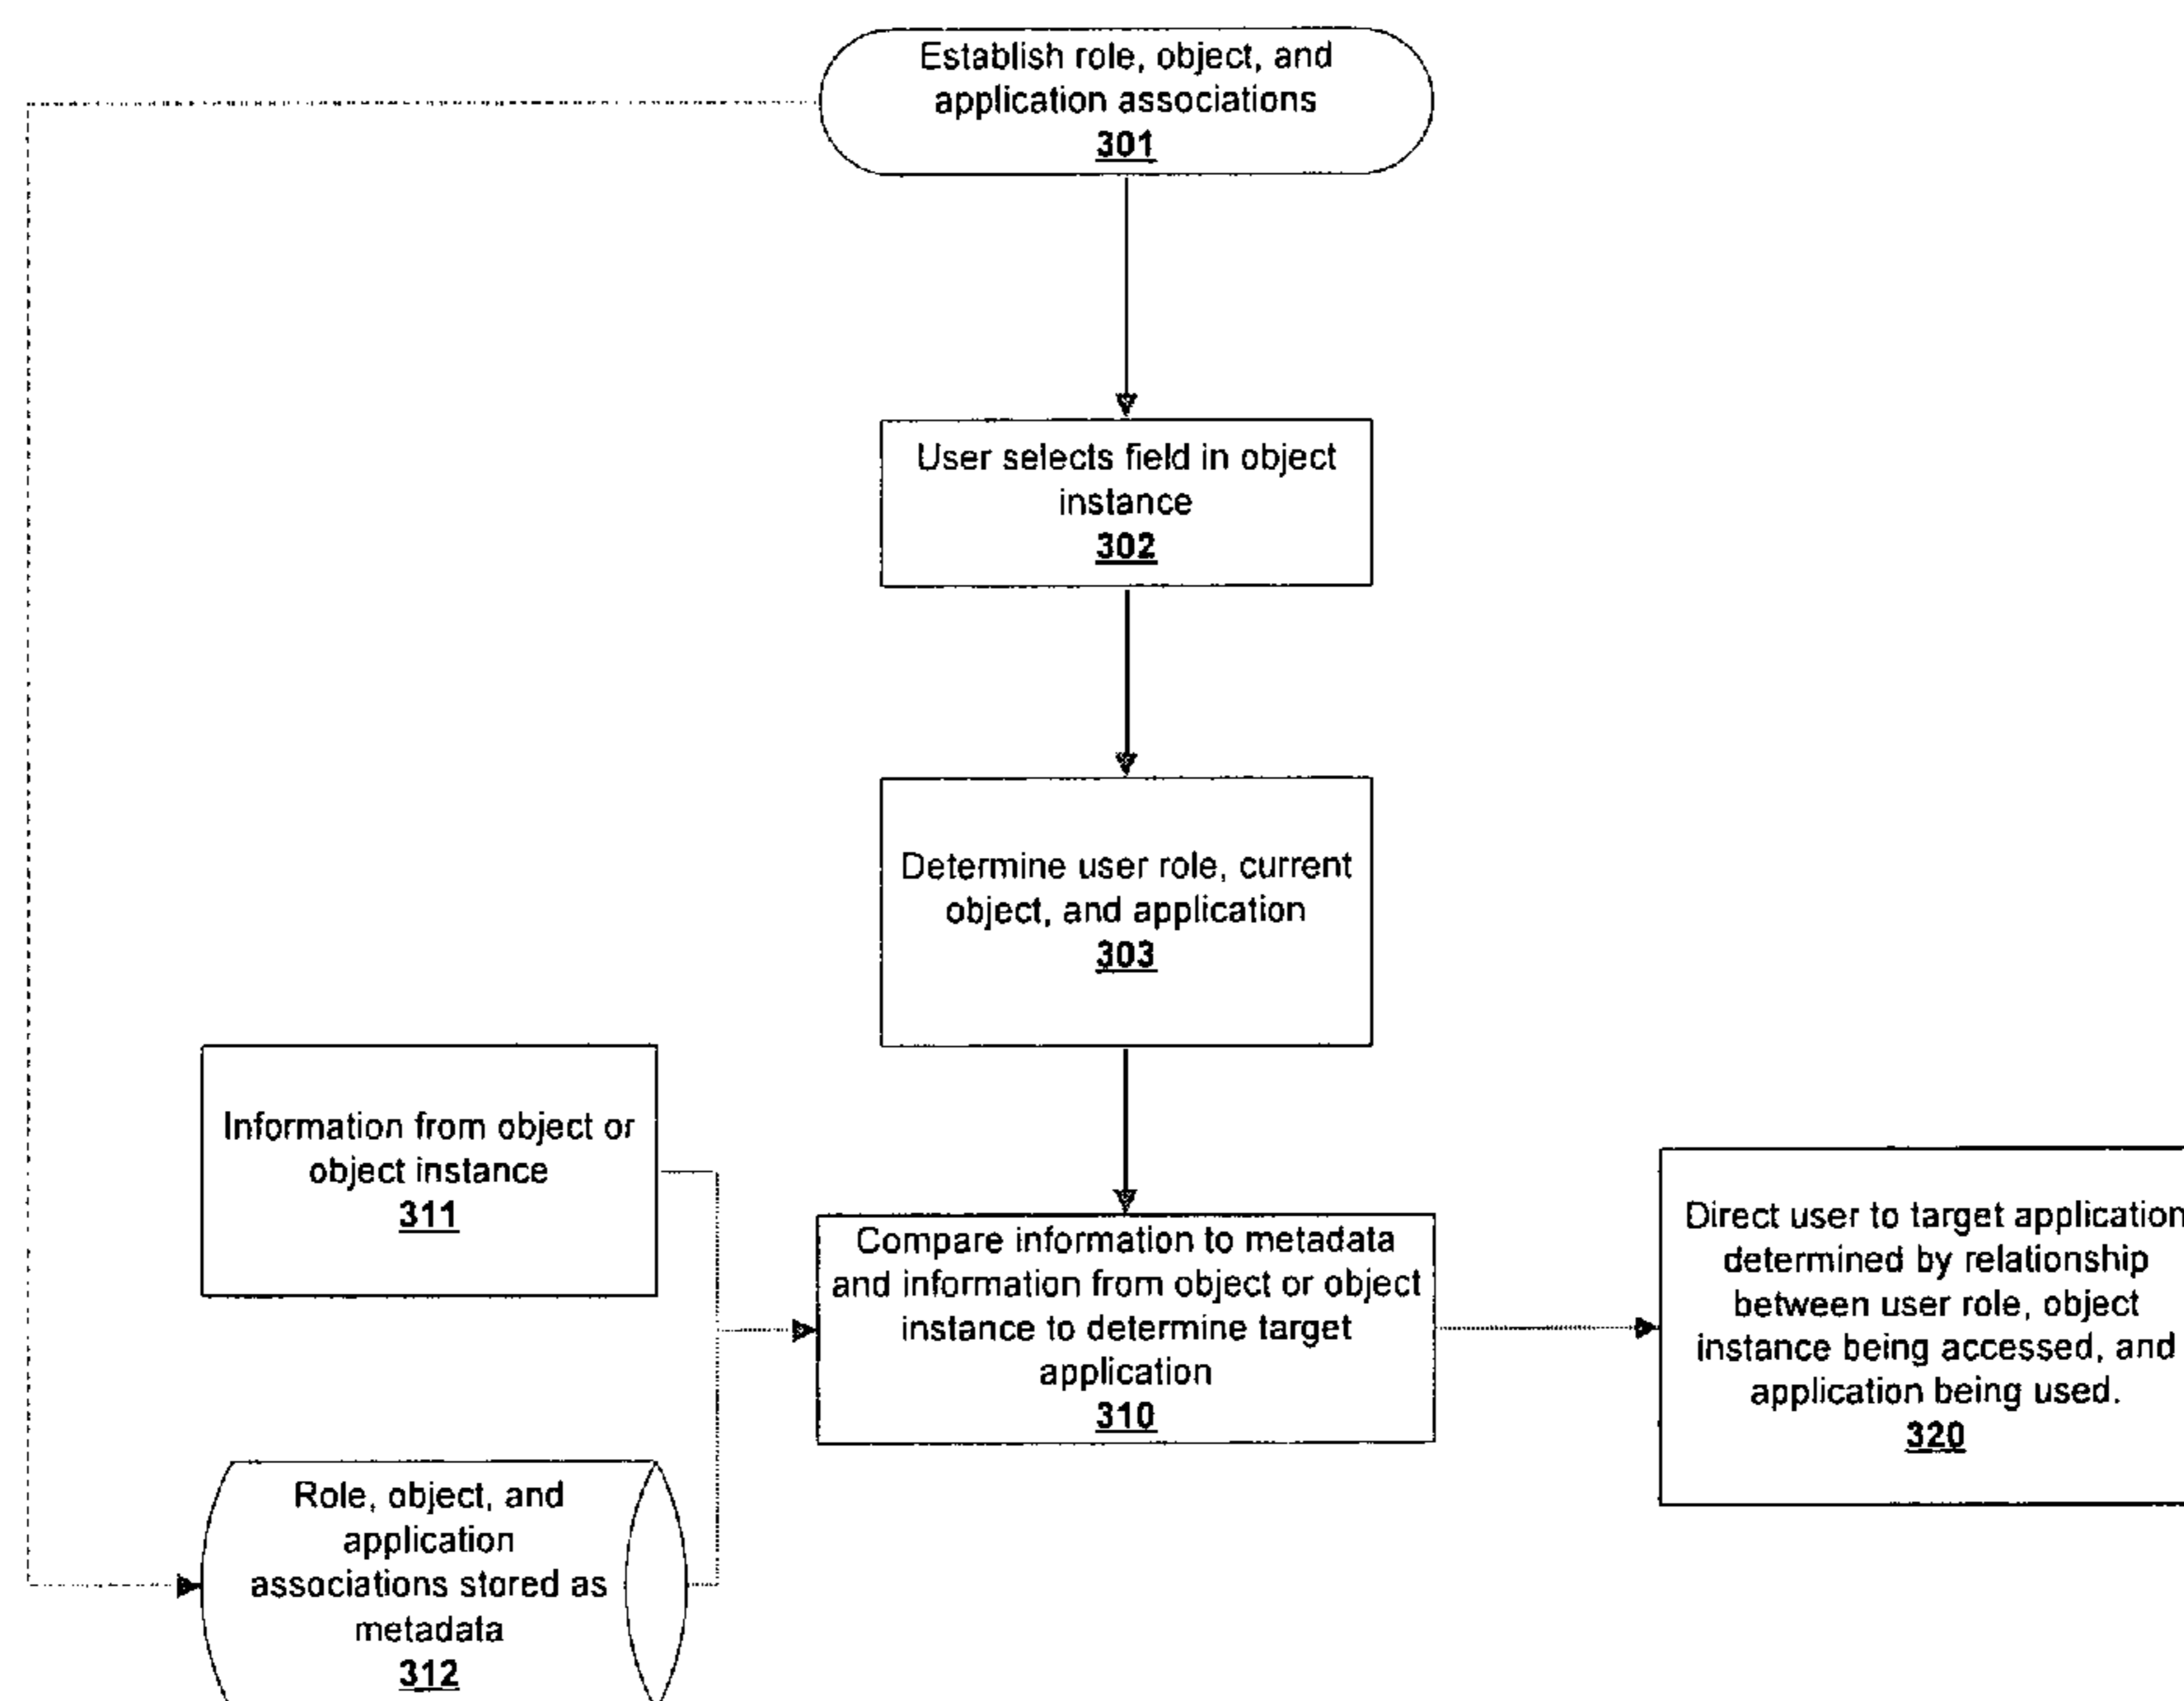 Establish role, object, and
application associations
301
User selects field in object
instance
302
Determine user role, current
object, and application
303
Information from object or
object instance
311
Compare information to metadata
and information from object or object
instance to determine target
application
310
Direct user to target application
determined by relationship
between user role, object
instance being accessed, and
application being used.
320
Role, object, and
application
associations stored as
metadata
312